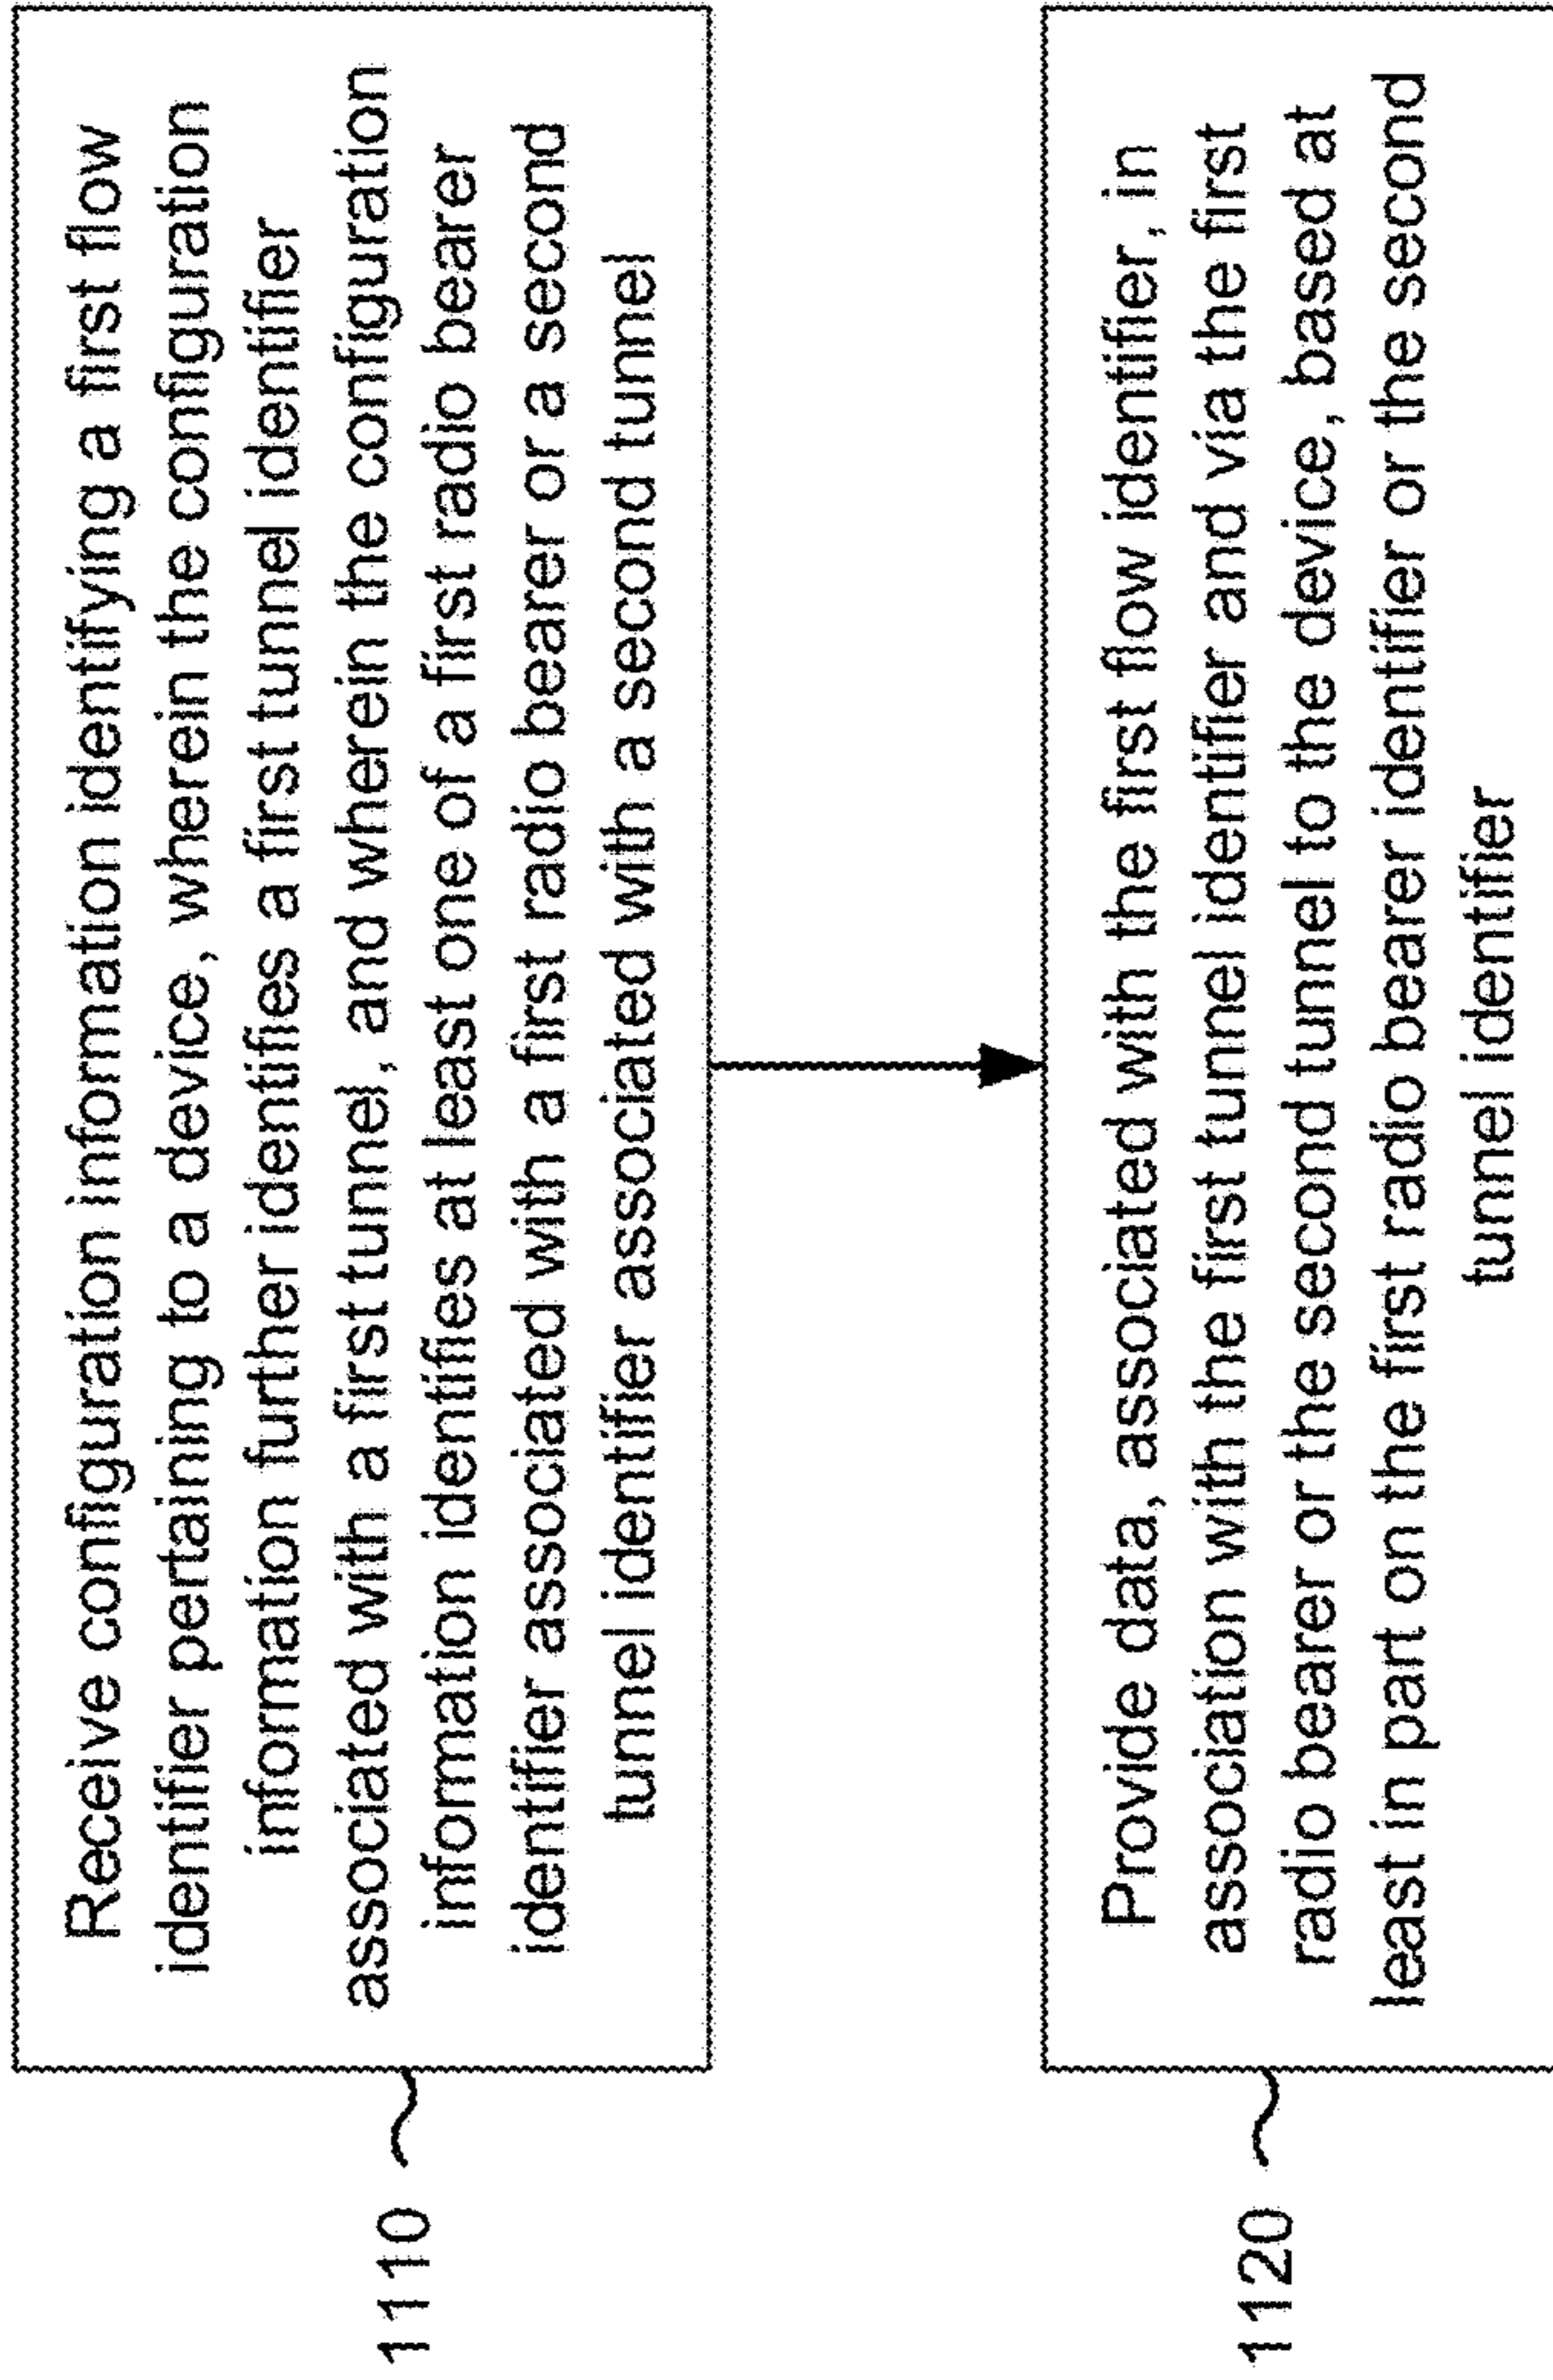 1110
Receive configuration information identifying a first flow
identifier pertaining to a device, wherein the configuration
information further identifies a first tunnel identifier
associated with a first tunnel, and wherein the configuration
information identifies at least one of a first radio bearer
identifier associated with a first radio bearer or a second
tunnel identifier associated with a second tunnel
1120
Provide data, associated with the first flow identifier, in
association with the first tunnel identifier and via the first
radio bearer or the second tunnel to the device, based at
least in part on the first radio bearer identifier or the second
tunnel identifier